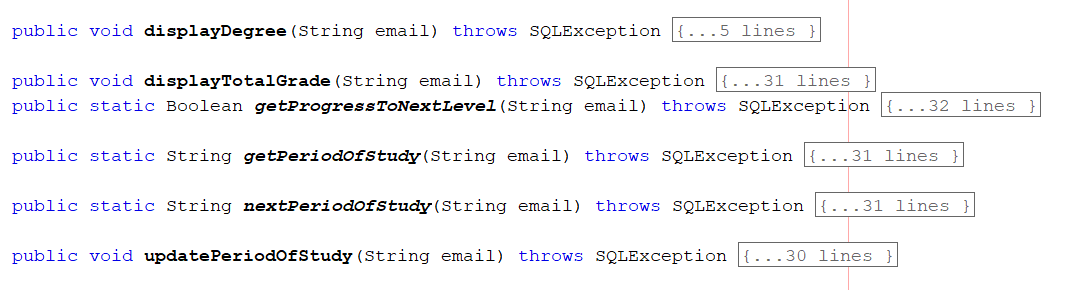 public void displayDegree(String email) throws SQLException {...5 lines }
public void displayTotalGrade(String email) throws SQLException {...31 lines }
public static Boolean getProgressToNextLevel(String email) throws SQLException {...32 lines }
public static String getPeriodOfStudy(String email) throws SQLException {...31 lines }
public static String nextPeriodOfStudy(String email) throws SQLException {...31 lines }
public void updatePeriodOfStudy(String email) throws SQLException {...30 lines }